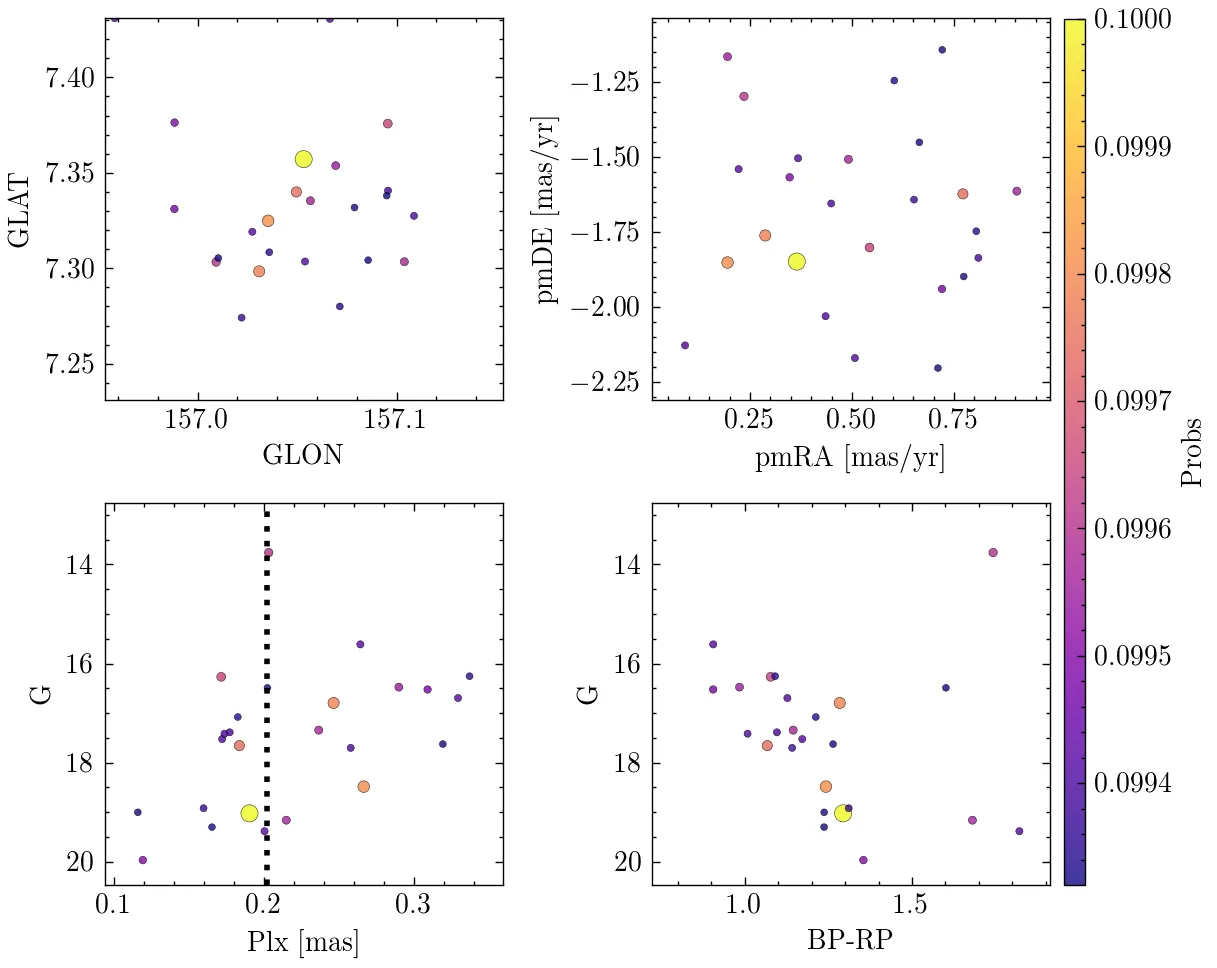 7.40
7.35
7.30
7.25
GLAT
157.0 157.1
GLON
−1.25
−1.50
−1.75
−2.00
−2.25
pmDE [mas/yr]
0.25 0.50 0.75
pmRA [mas/yr]
14
16
18
20
G
0.1 0.2 0.3
Plx [mas]
14
16
18
20
G
1.0 1.5
BP-RP
0.1000
0.0999
0.0998
0.0997
0.0996
0.0995
0.0994
Probs